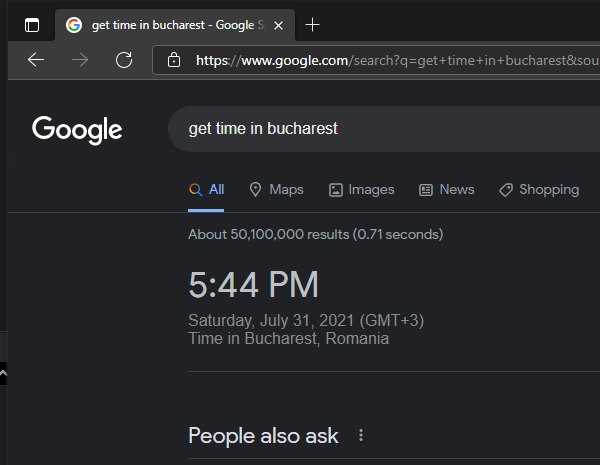 get time in bucharest - Google S
https://www.google.com/search?q=get+time+in+bucharest&sou
Google
get time in bucharest
All Maps Images News Shopping
About 50,100,000 results (0.71 seconds)
5:44 PM
Saturday, July 31, 2021 (GMT+3)
Time in Bucharest, Romania
People also ask